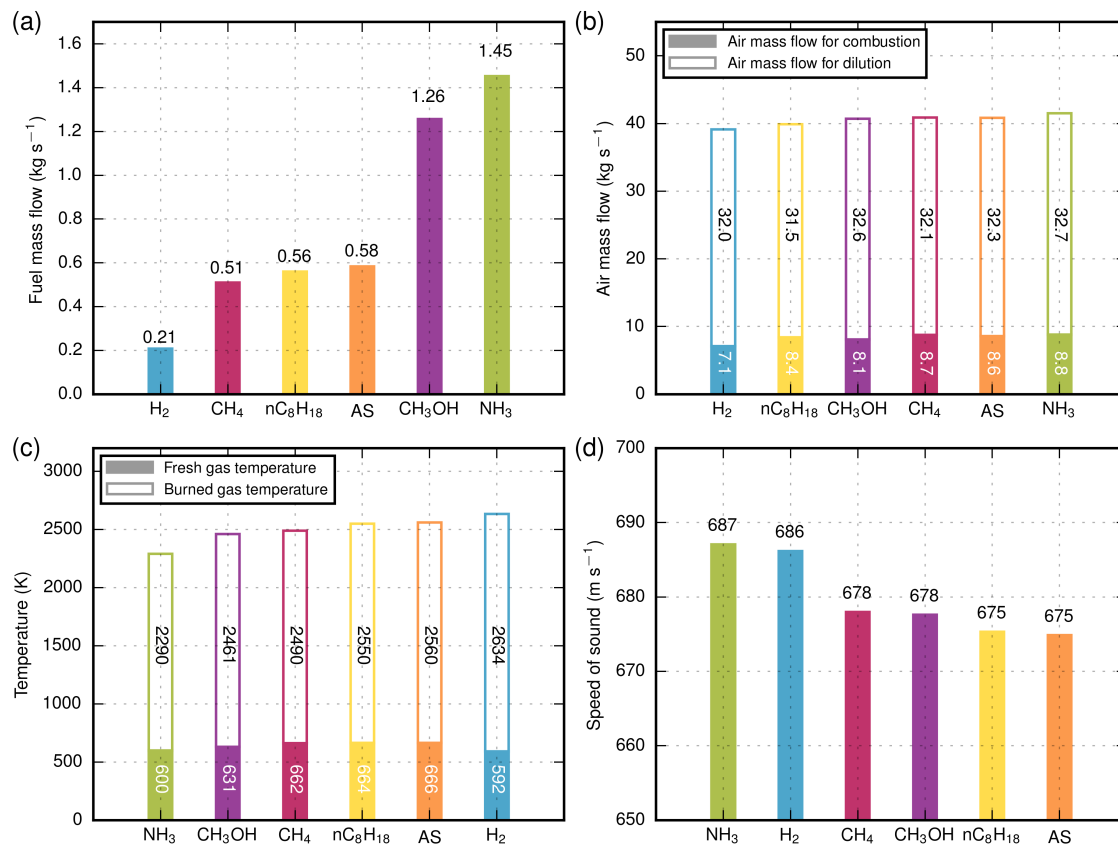 (a)
Fuel mass flow (kg s−1)
1.6
1.4
1.2
1.0
0.8
0.6
0.4
0.2
0.0
0.21
0.51
0.56
0.58
1.26
1.45
H2 CH4 nC8H18 AS CH3OH NH3
(b)
Air mass flow (kg s−1)
Air mass flow for combustion
Air mass flow for dilution
50
40
30
20
10
0
32.0 31.5 32.6 32.1 32.3 32.7
7.1 8.4 8.1 8.7 8.6 8.8
H2 nC8H18 CH3OH CH4 AS NH3
(c)
Temperature (K)
Fresh gas temperature
Burned gas temperature
3000
2500
2000
1500
1000
500
0
2290 2461 2490 2550 2560 2634
600 631 662 664 666 592
NH3 CH3OH CH4 nC8H18 AS H2
(d)
Speed of sound (m s−1)
700
690
680
670
660
650
687 686 678 678 675 675
NH3 H2 CH4 CH3OH nC8H18 AS